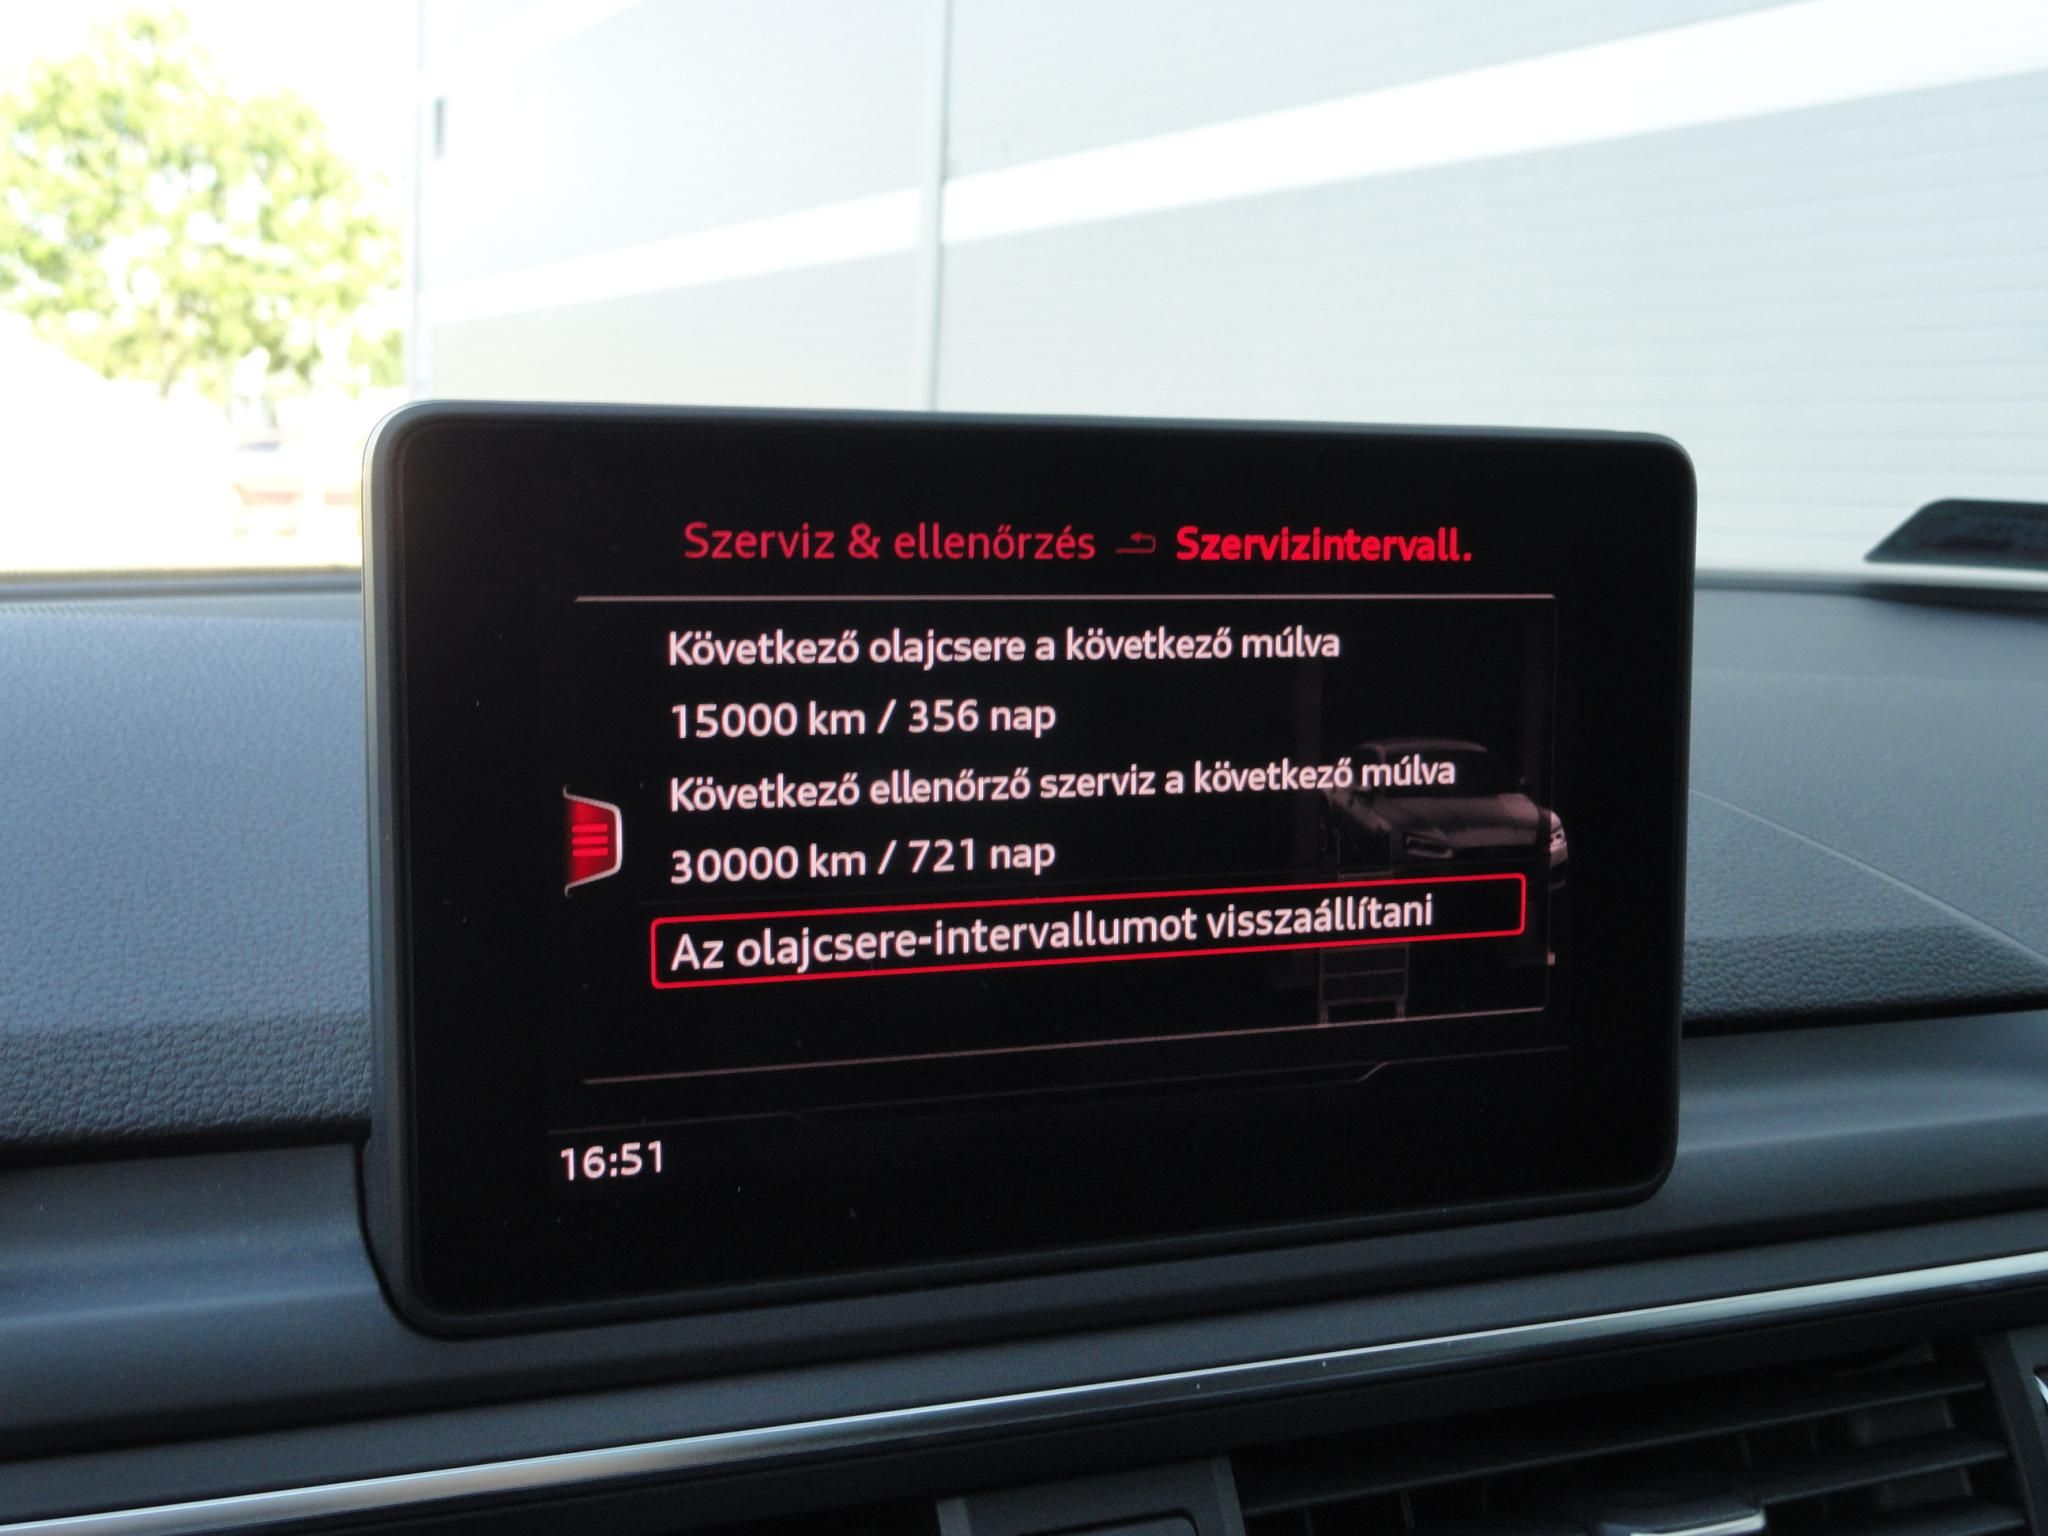 Szerviz & ellenőrzés Szervizintervall.
Következő olajcsere a következő múlva
15000 km / 356 nap
Következő ellenőrző szerviz a következő múlva
30000 km / 721 nap
Az olajcsere-intervallumot visszaállítani
16:51